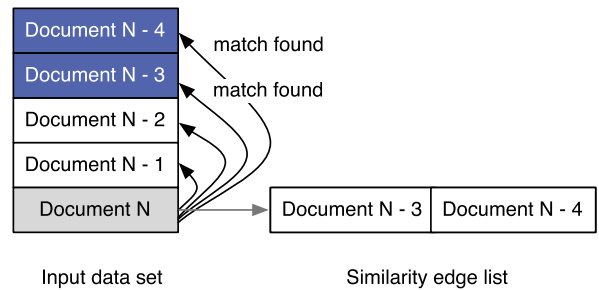 Document N - 4
match found
Document N - 3
match found
Document N - 2
Document N - 1
Document N
Document N - 3
Document N - 4
Input data set
Similarity edge list